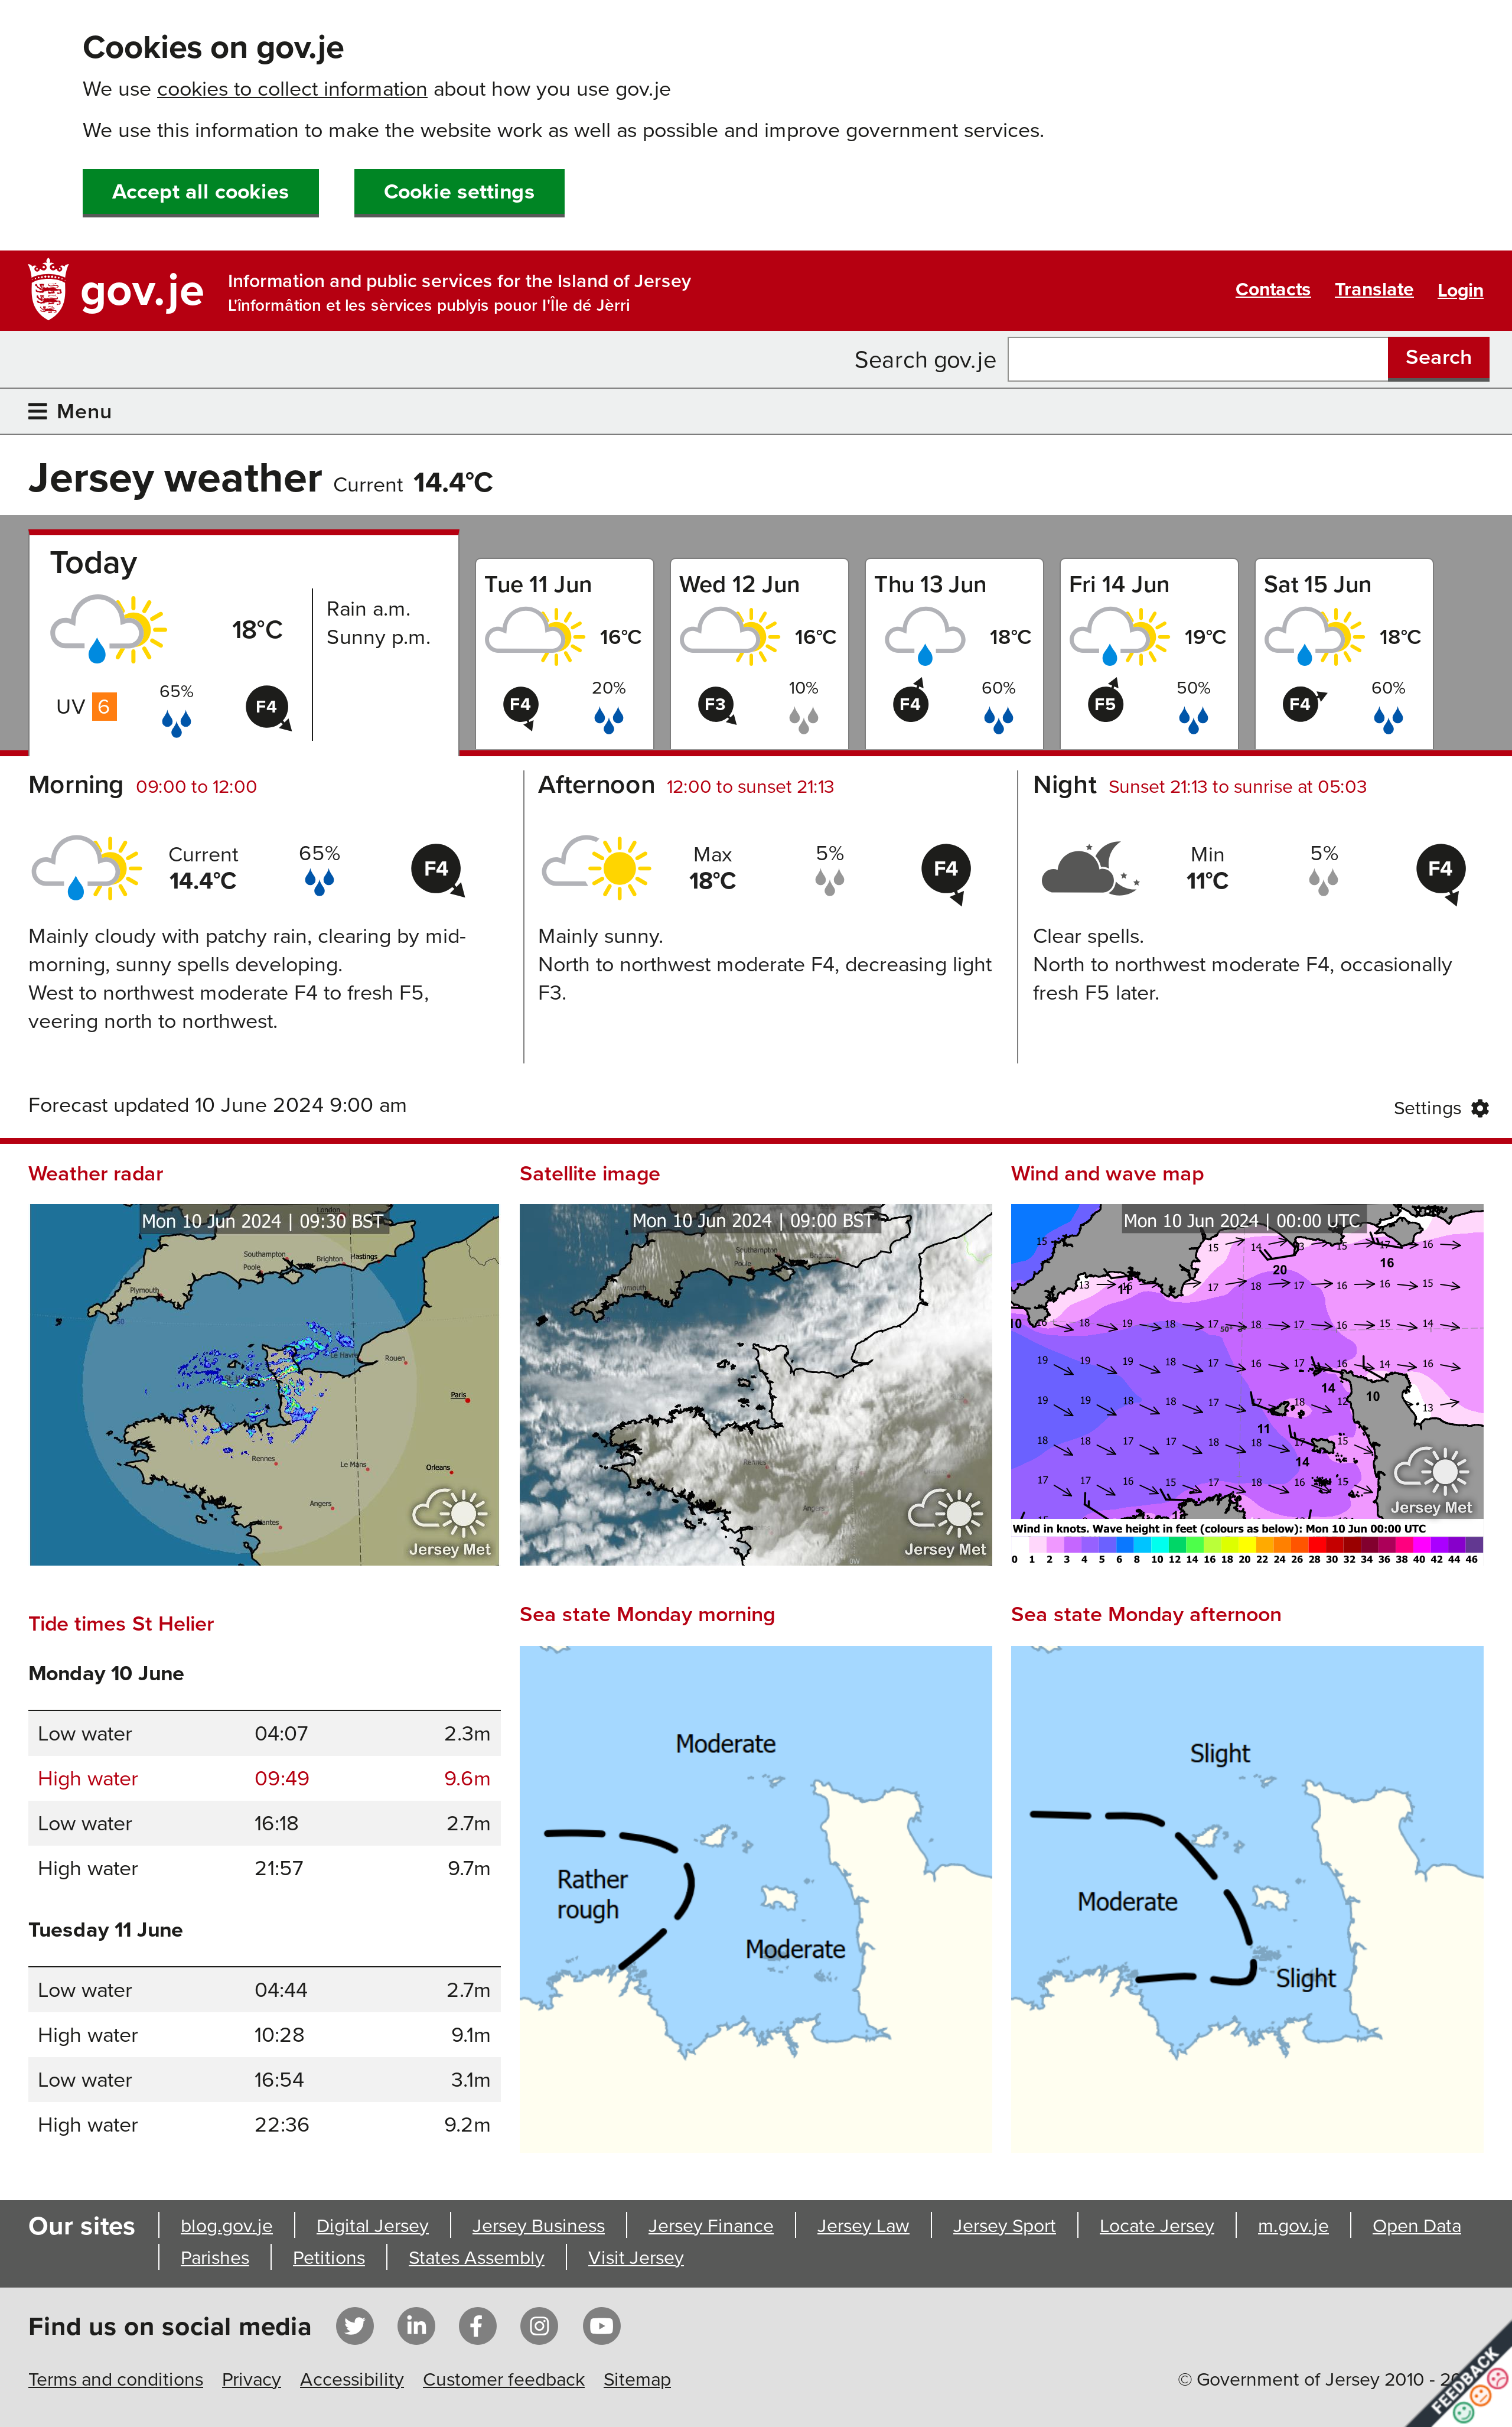 Cookies on gov.je
We use cookies to collect information about how you use gov.je
We use this information to make the website work as well as possible and improve government services.
Accept all cookies
Cookie settings
gov.je
Information and public services for the Island of Jersey
L'înformâtion et les sèrvices publyis pouor I'Île dé Jèrri
Contacts
Translate
Login
Search gov.je
Search
Menu
Jersey weather Current 14.4°C
Today
18°C
Rain a.m.
Sunny p.m.
UV 6
65%
F4
Tue 11 Jun
16°C
F4
20%
Wed 12 Jun
16°C
F3
10%
Thu 13 Jun
18°C
F4
60%
Fri 14 Jun
19°C
F5
50%
Sat 15 Jun
18°C
F4
60%
Morning 09:00 to 12:00
Current
14.4°C
65%
F4
Mainly cloudy with patchy rain, clearing by mid-
morning, sunny spells developing.
West to northwest moderate F4 to fresh F5,
veering north to northwest.
Afternoon 12:00 to sunset 21:13
Max
18°C
5%
F4
Mainly sunny.
North to northwest moderate F4, decreasing light
F3.
Night Sunset 21:13 to sunrise at 05:03
Min
11°C
5%
F4
Clear spells.
North to northwest moderate F4, occasionally
fresh F5 later.
Forecast updated 10 June 2024 9:00 am
Settings
Weather radar
Mon 10 Jun 2024 | 09:30 BST
London
Southampton
Brighton
Hastings
Poole
Plymouth
Rouen
Paris
Rennes
Le Mans
Orleans
Angers
Jersey Met
Satellite image
Mon 10 Jun 2024 | 09:00 BST
Southampton
Poole
Jersey Met
Wind and wave map
Mon 10 Jun 2024 | 00:00 UTC
Jersey Met
Wind in knots. Wave height in feet (colours as below): Mon 10 Jun 00:00 UTC
0 1 2 3 4 5 6 8 10 12 14 16 18 20 22 24 26 28 30 32 34 36 38 40 42 44 46
Tide times St Helier
Monday 10 June
Low water 04:07 2.3m
High water 09:49 9.6m
Low water 16:18 2.7m
High water 21:57 9.7m
Tuesday 11 June
Low water 04:44 2.7m
High water 10:28 9.1m
Low water 16:54 3.1m
High water 22:36 9.2m
Sea state Monday morning
Moderate
Rather
rough
Moderate
Sea state Monday afternoon
Slight
Moderate
Slight
Our sites
blog.gov.je
Digital Jersey
Jersey Business
Jersey Finance
Jersey Law
Jersey Sport
Locate Jersey
m.gov.je
Open Data
Parishes
Petitions
States Assembly
Visit Jersey
Find us on social media
Terms and conditions
Privacy
Accessibility
Customer feedback
Sitemap
© Government of Jersey 2010 -
FEEDBACK